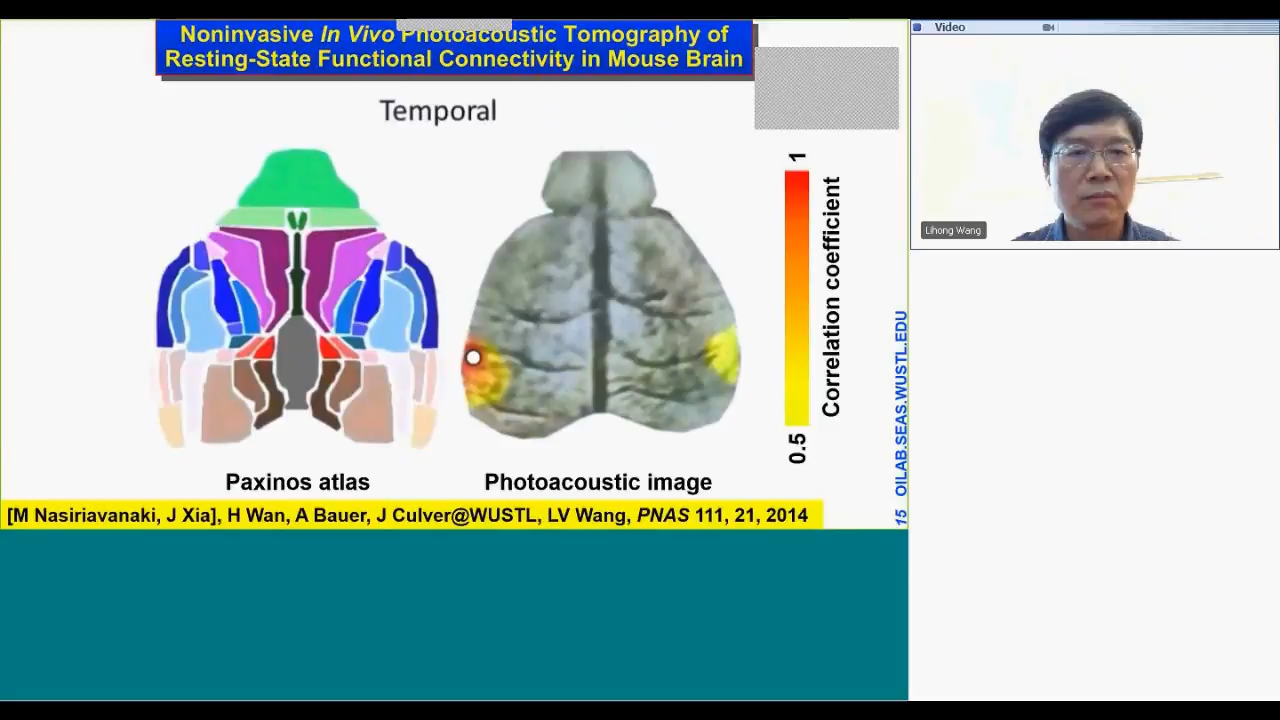 Noninvasive In Vivo Photoacoustic Tomography of
Resting-State Functional Connectivity in Mouse Brain
Temporal
1
Correlation coefficient
0.5
Paxinos atlas
Photoacoustic image
[M Nasiriavanaki, J Xia], H Wan, A Bauer, J Culver@WUSTL, LV Wang, PNAS 111, 21, 2014
15 OILAB.SEAS.WUSTL.EDU
Video
Lihong Wang